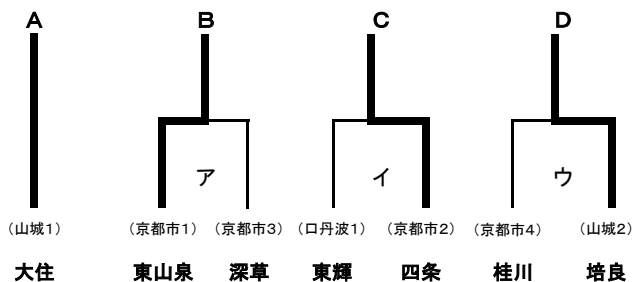 A B C D
ア イ ウ
（山城1） （京都市1） （京都市3） （口丹波1） （京都市2） （京都市4） （山城2）
大住 東山泉 深草 東輝 四条 桂川 培良